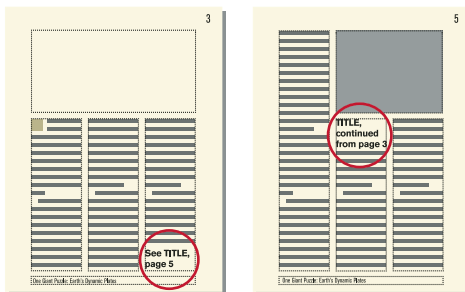 3
See TITLE,
page 5
One Giant Puzzle: Earth's Dynamic Plates
5
TITLE,
continued
from page 3
One Giant Puzzle: Earth's Dynamic Plates